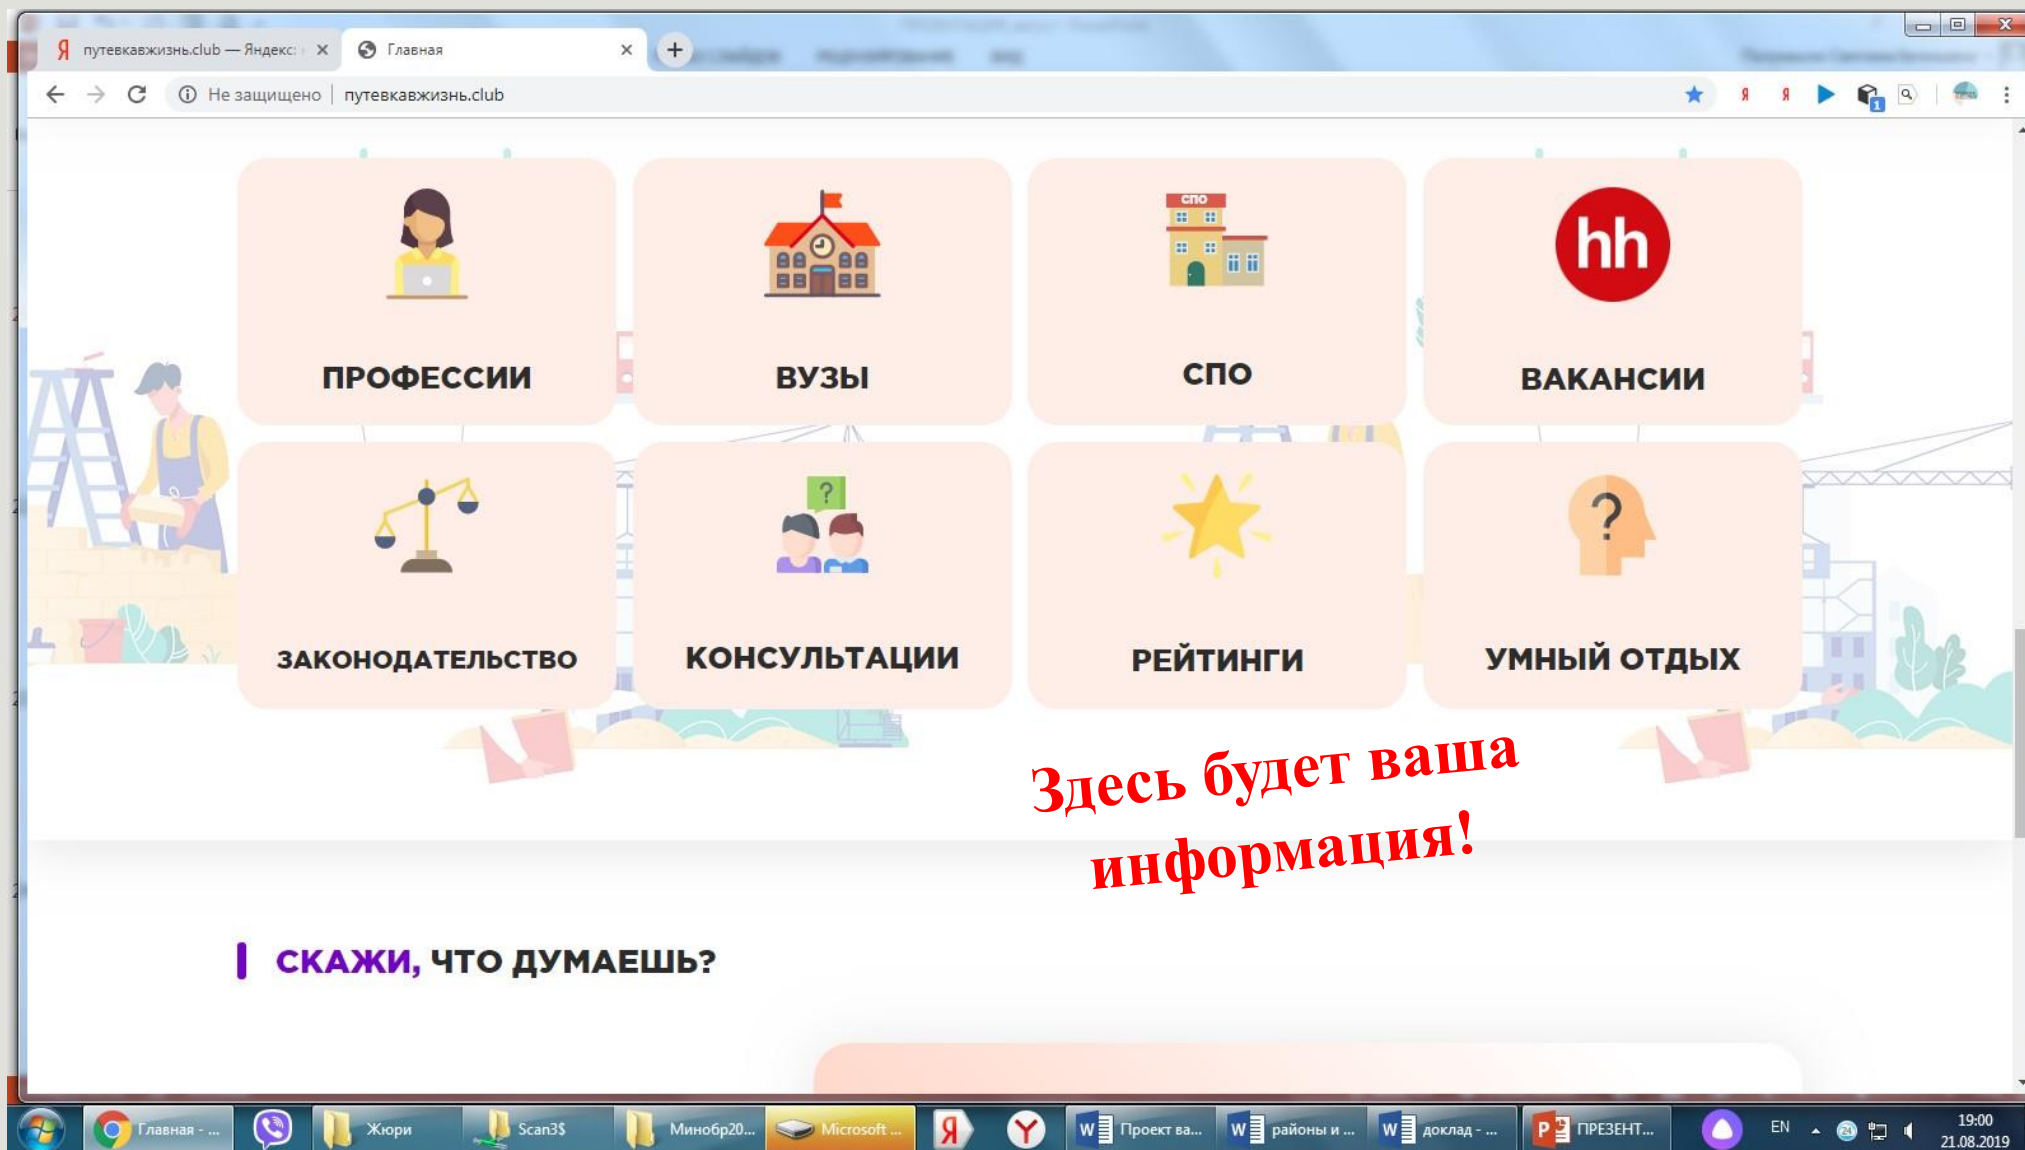 путевкавжизнь.club — Яндекс:
Главная
Не защищено
путевкавжизнь.club
СПО
hh
ПРОФЕССИИ
ВУЗЫ
СПО
ВАКАНСИИ
?
?
ЗАКОНОДАТЕЛЬСТВО
КОНСУЛЬТАЦИИ
РЕЙТИНГИ
УМНЫЙ ОТДЫХ
Здесь будет ваша
информация!
СКАЖИ, ЧТО ДУМАЕШЬ?
Главная - ...
Жюри
Scan3$
Минобр20...
Microsoft ...
Проект ва...
районы и ...
доклад - ...
ПРЕЗЕНТ...
EN
19:00
21.08.2019